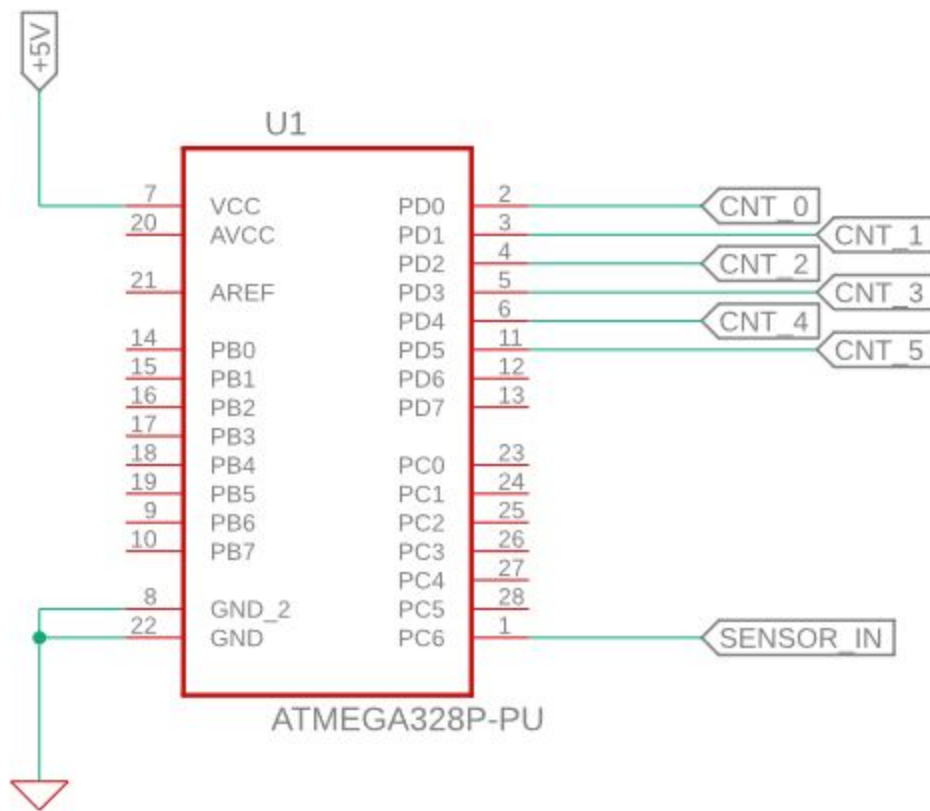 +5V
U1
7 VCC PD0 2 CNT_0
20 AVCC PD1 3 CNT_1
PD2 4 CNT_2
21 AREF PD3 5 CNT_3
PD4 6 CNT_4
14 PB0 PD5 11 CNT_5
15 PB1 PD6 12
16 PB2 PD7 13
17 PB3
18 PB4 PC0 23
19 PB5 PC1 24
9 PB6 PC2 25
10 PB7 PC3 26
PC4 27
8 GND_2 PC5 28
22 GND PC6 1 SENSOR_IN
ATMEGA328P-PU